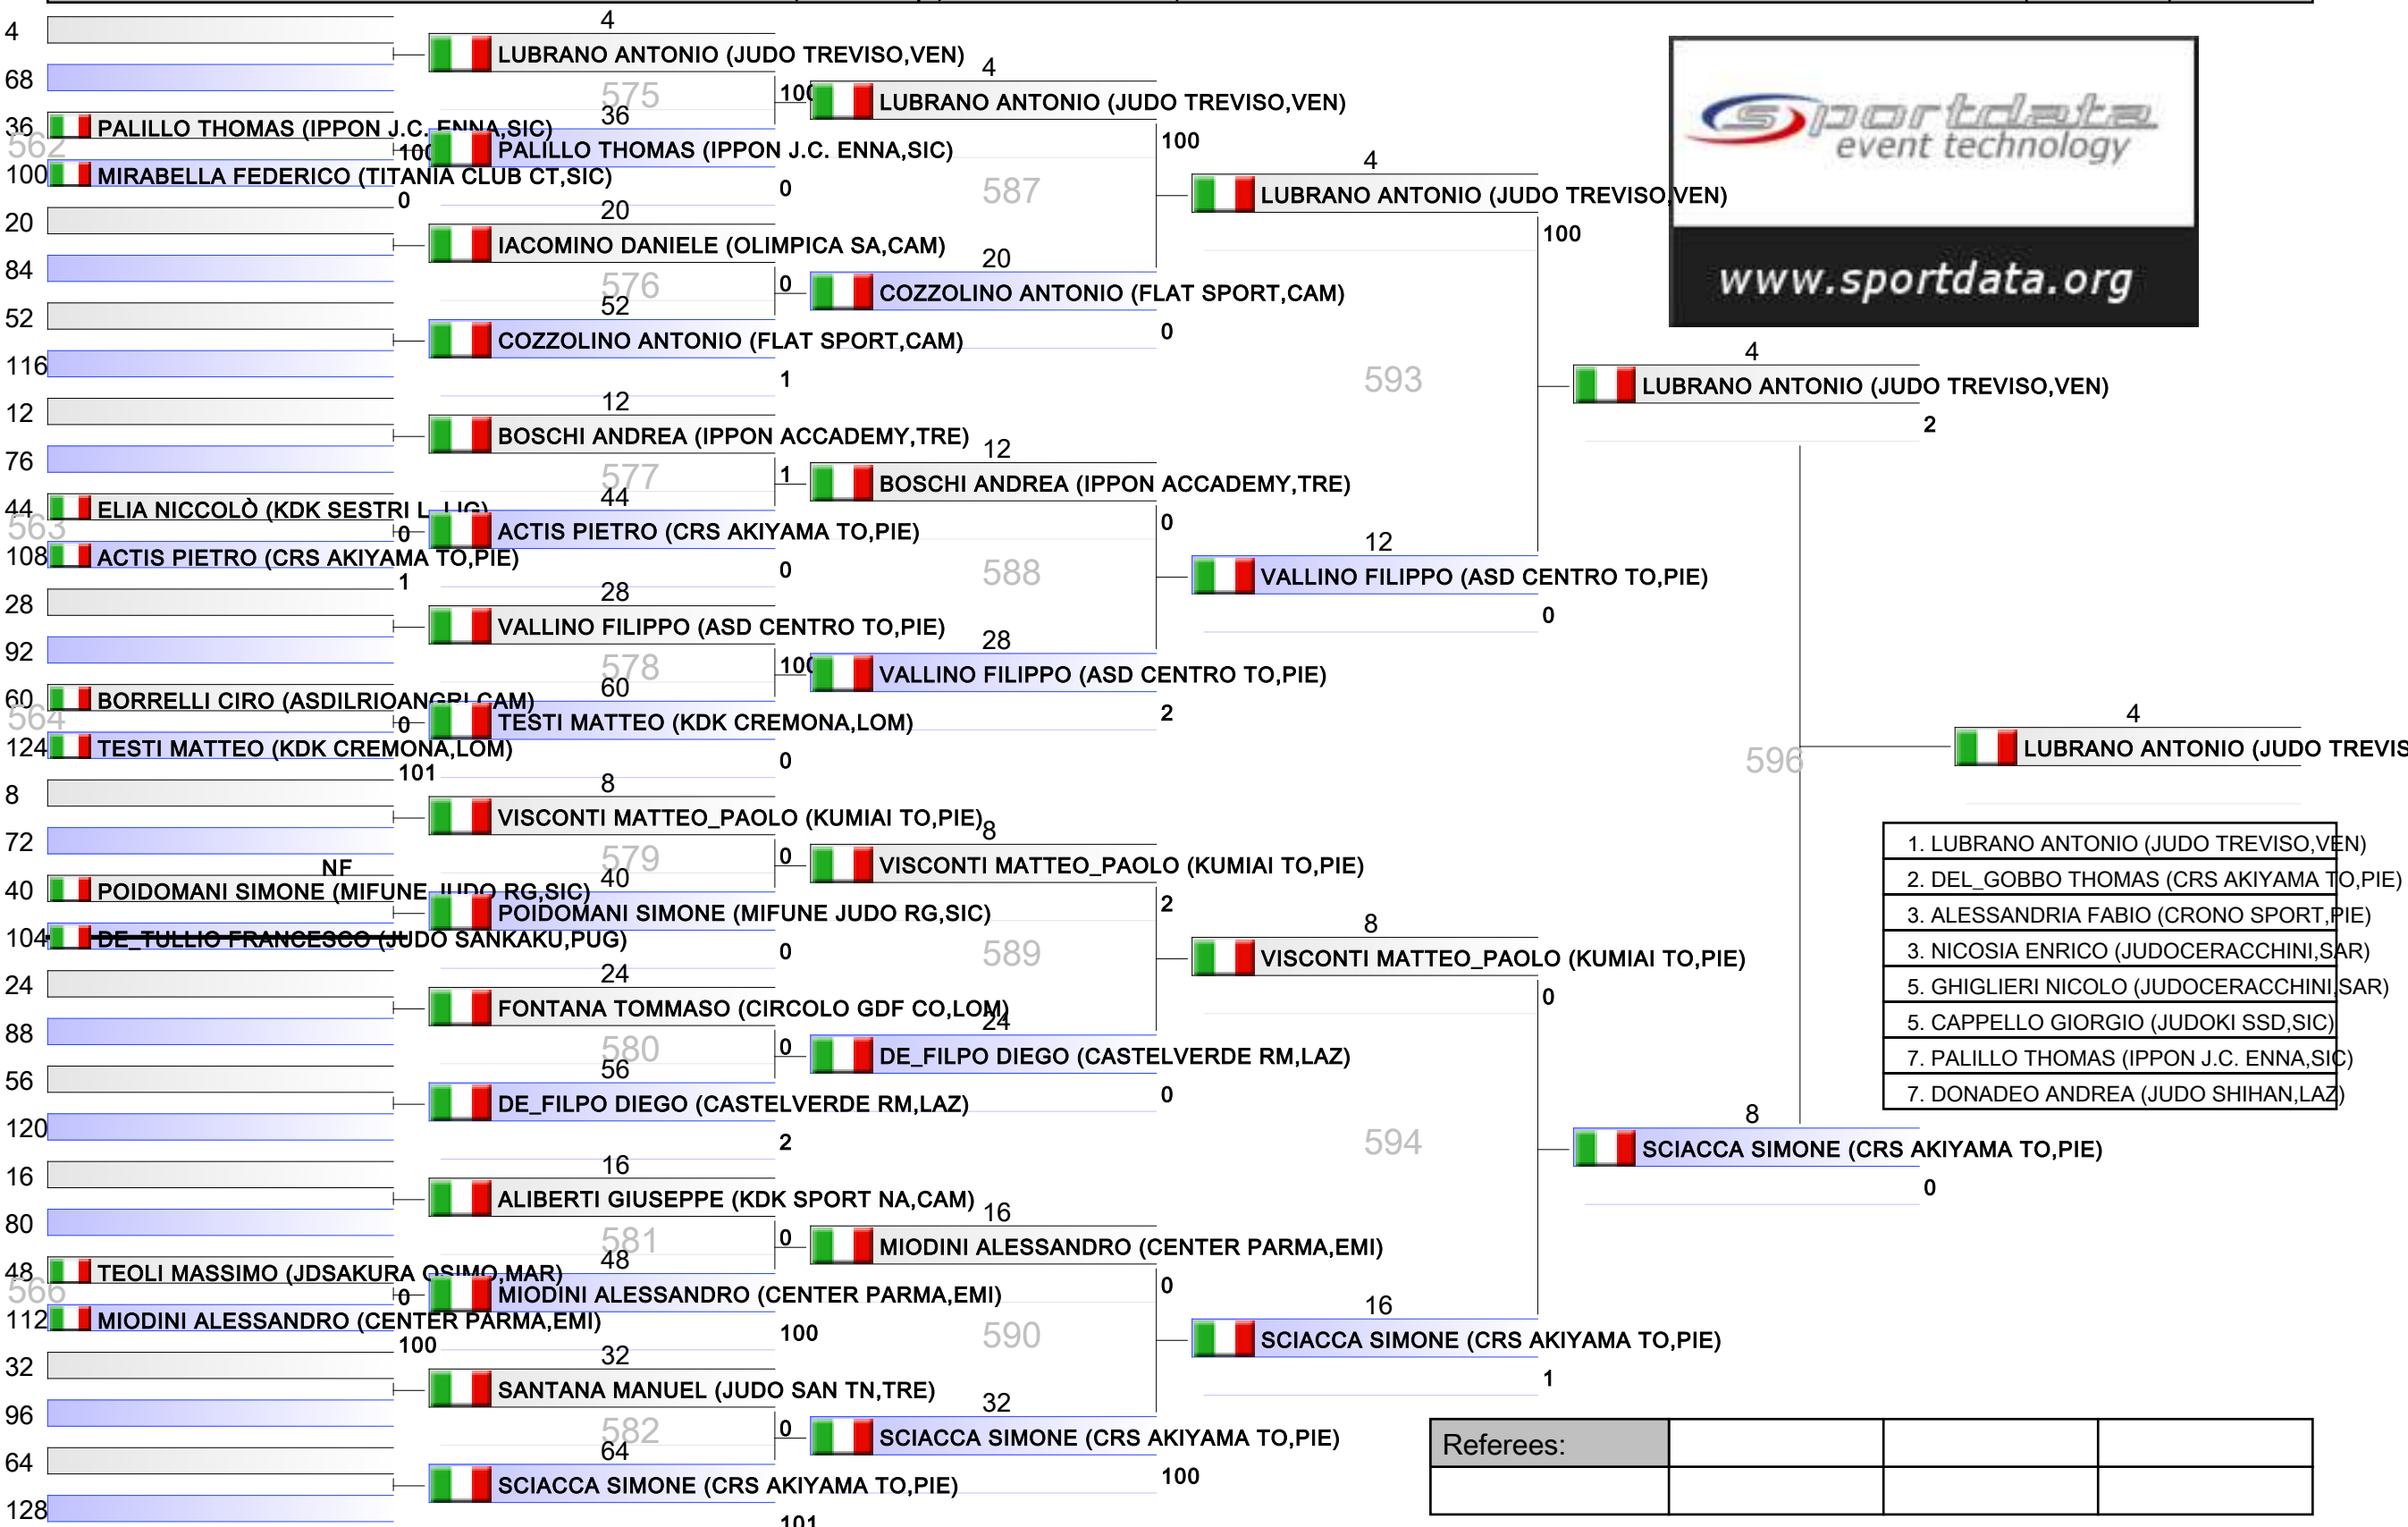 4
68
36 PALILLO THOMAS (IPPON J.C. ENNA,SIC)
562
100
100 MIRABELLA FEDERICO (TITANIA CLUB CT,SIC)
0
20
84
52
116
12
76
44 ELIA NICCOLÒ (KDK SESTRI L.,LIG)
563
0
108 ACTIS PIETRO (CRS AKIYAMA TO,PIE)
1
28
92
60 BORRELLI CIRO (ASDILRIOANGRI,CAM)
564
0
124 TESTI MATTEO (KDK CREMONA,LOM)
101
8
72
NF
40 POIDOMANI SIMONE (MIFUNE JUDO RG,SIC)
104 DE_TULLIO FRANCESCO (JUDO SANKAKU,PUG)
24
88
56
120
16
80
48 TEOLI MASSIMO (JDSAKURA OSIMO,MAR)
566
0
112 MIODINI ALESSANDRO (CENTER PARMA,EMI)
100
32
96
64
128
4
LUBRANO ANTONIO (JUDO TREVISO,VEN)
575
100
36
PALILLO THOMAS (IPPON J.C. ENNA,SIC)
0
20
IACOMINO DANIELE (OLIMPICA SA,CAM)
576
0
52
COZZOLINO ANTONIO (FLAT SPORT,CAM)
1
12
BOSCHI ANDREA (IPPON ACCADEMY,TRE)
577
1
44
ACTIS PIETRO (CRS AKIYAMA TO,PIE)
0
28
VALLINO FILIPPO (ASD CENTRO TO,PIE)
578
100
60
TESTI MATTEO (KDK CREMONA,LOM)
0
8
VISCONTI MATTEO_PAOLO (KUMIAI TO,PIE)
579
0
40
POIDOMANI SIMONE (MIFUNE JUDO RG,SIC)
0
24
FONTANA TOMMASO (CIRCOLO GDF CO,LOM)
580
0
56
DE_FILPO DIEGO (CASTELVERDE RM,LAZ)
2
16
ALIBERTI GIUSEPPE (KDK SPORT NA,CAM)
581
0
48
MIODINI ALESSANDRO (CENTER PARMA,EMI)
100
32
SANTANA MANUEL (JUDO SAN TN,TRE)
582
0
64
SCIACCA SIMONE (CRS AKIYAMA TO,PIE)
101
4
LUBRANO ANTONIO (JUDO TREVISO,VEN)
100
587
20
COZZOLINO ANTONIO (FLAT SPORT,CAM)
0
12
BOSCHI ANDREA (IPPON ACCADEMY,TRE)
0
588
28
VALLINO FILIPPO (ASD CENTRO TO,PIE)
2
8
VISCONTI MATTEO_PAOLO (KUMIAI TO,PIE)
2
589
24
DE_FILPO DIEGO (CASTELVERDE RM,LAZ)
0
16
MIODINI ALESSANDRO (CENTER PARMA,EMI)
0
590
32
SCIACCA SIMONE (CRS AKIYAMA TO,PIE)
100
4
LUBRANO ANTONIO (JUDO TREVISO,VEN)
100
593
12
VALLINO FILIPPO (ASD CENTRO TO,PIE)
0
8
VISCONTI MATTEO_PAOLO (KUMIAI TO,PIE)
0
594
16
SCIACCA SIMONE (CRS AKIYAMA TO,PIE)
1
sportdata
event technology
www.sportdata.org
4
LUBRANO ANTONIO (JUDO TREVISO,VEN)
2
596
8
SCIACCA SIMONE (CRS AKIYAMA TO,PIE)
0
4
LUBRANO ANTONIO (JUDO TREVIS
1. LUBRANO ANTONIO (JUDO TREVISO,VEN)
2. DEL_GOBBO THOMAS (CRS AKIYAMA TO,PIE)
3. ALESSANDRIA FABIO (CRONO SPORT,PIE)
3. NICOSIA ENRICO (JUDOCERACCHINI,SAR)
5. GHIGLIERI NICOLO (JUDOCERACCHINI,SAR)
5. CAPPELLO GIORGIO (JUDOKI SSD,SIC)
7. PALILLO THOMAS (IPPON J.C. ENNA,SIC)
7. DONADEO ANDREA (JUDO SHIHAN,LAZ)
Referees: